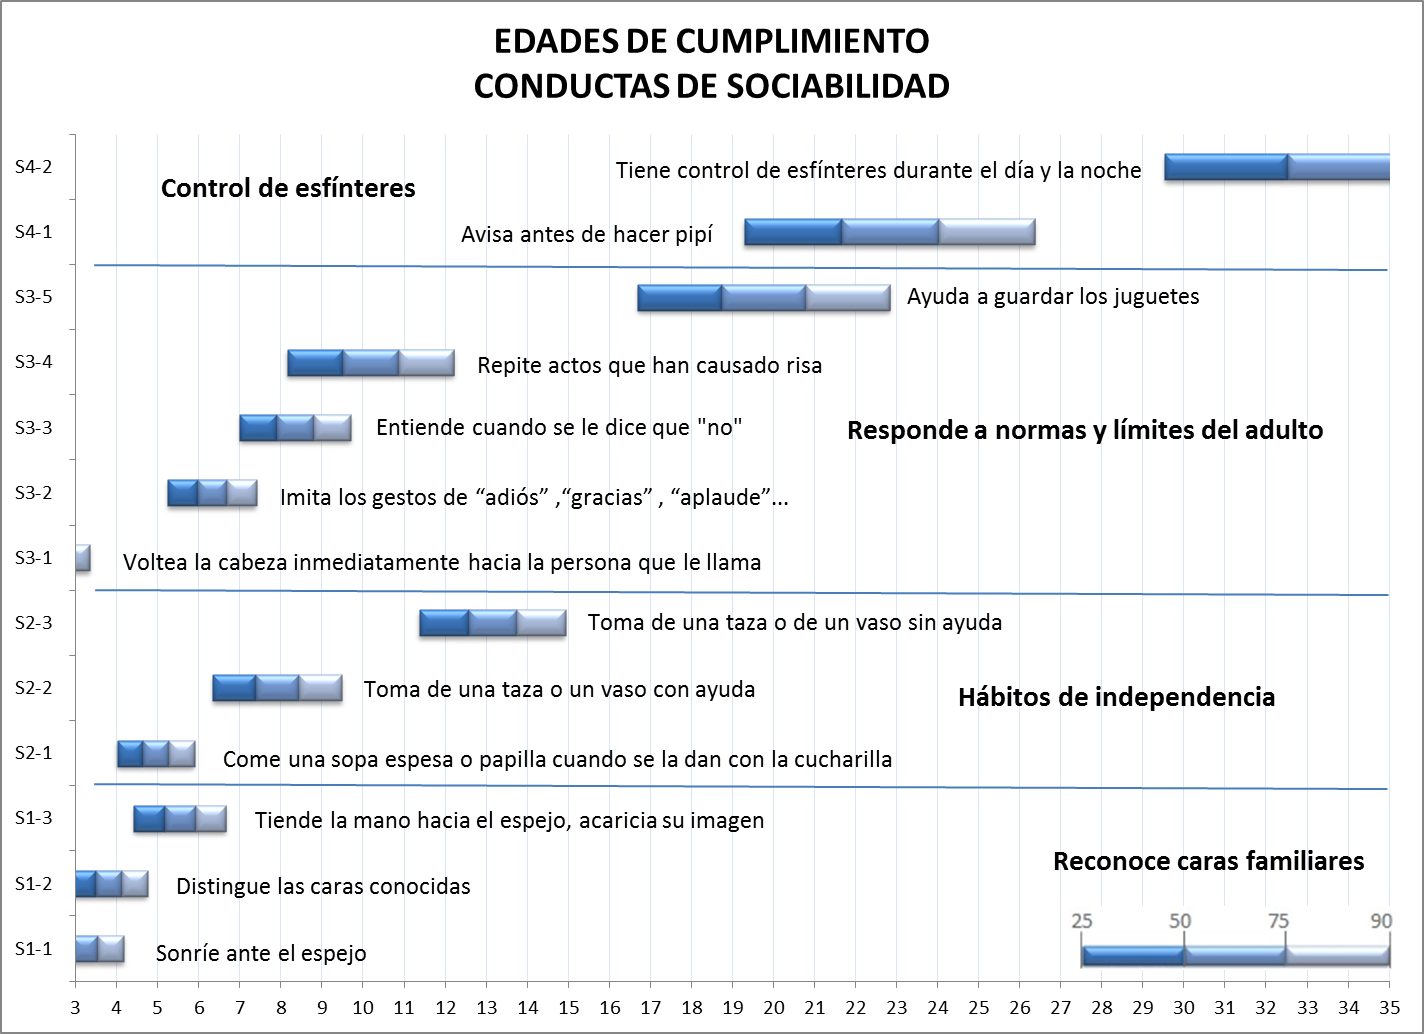 EDADES DE CUMPLIMIENTO
CONDUCTAS DE SOCIABILIDAD
S4-2
Tiene control de esfínteres durante el día y la noche
Control de esfínteres
S4-1
Avisa antes de hacer pipí
S3-5
Ayuda a guardar los juguetes
S3-4
Repite actos que han causado risa
S3-3
Entiende cuando se le dice que "no"
Responde a normas y límites del adulto
S3-2
Imita los gestos de “adiós” ,“gracias” , “aplaude”...
S3-1
Voltea la cabeza inmediatamente hacia la persona que le llama
S2-3
Toma de una taza o de un vaso sin ayuda
S2-2
Toma de una taza o un vaso con ayuda
Hábitos de independencia
S2-1
Come una sopa espesa o papilla cuando se la dan con la cucharilla
S1-3
Tiende la mano hacia el espejo, acaricia su imagen
Reconoce caras familiares
S1-2
Distingue las caras conocidas
25 50 75 90
S1-1
Sonríe ante el espejo
3 4 5 6 7 8 9 10 11 12 13 14 15 16 17 18 19 20 21 22 23 24 25 26 27 28 29 30 31 32 33 34 35